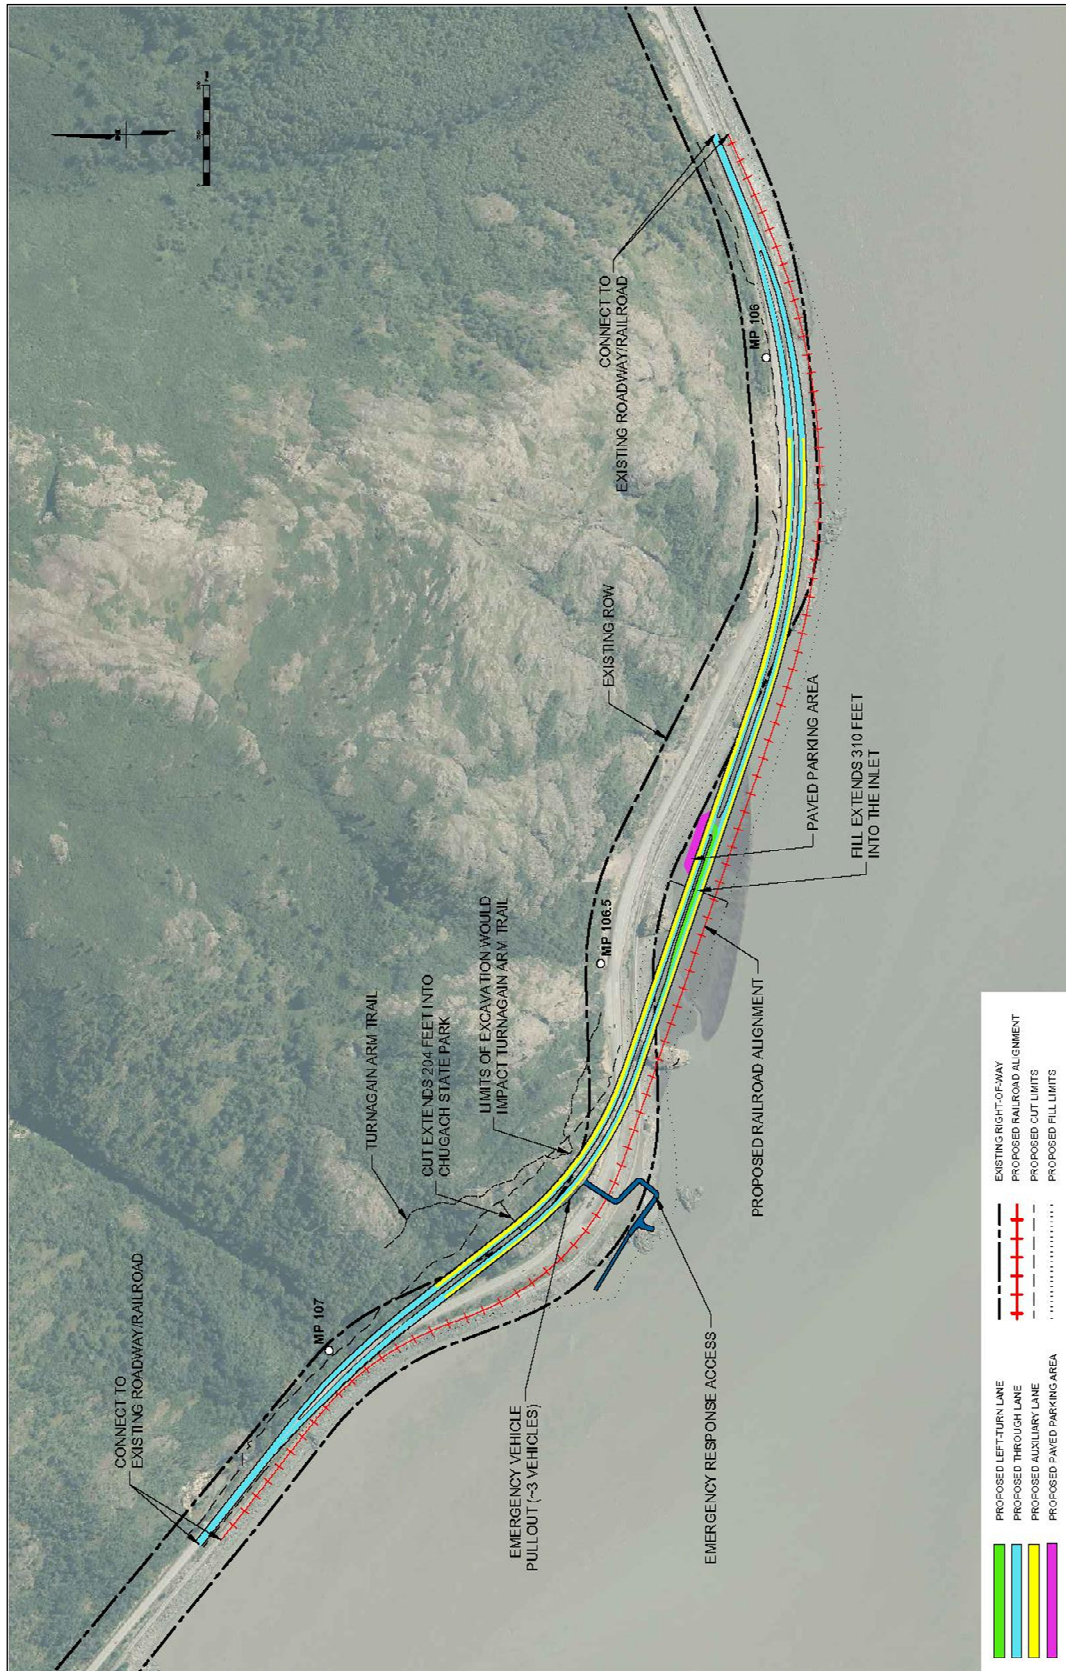 CONNECT TO
EXISTING ROADWAY/RAILROAD
MP 107
TURNAGAIN ARM TRAIL
CUT EXTENDS 204 FEET INTO
CHUGACH STATE PARK
LIMITS OF EXCAVATION WOULD
IMPACT TURNAGAIN ARM TRAIL
MP 106.5
EXISTING ROW
CONNECT TO
EXISTING ROADWAY/RAILROAD
MP 106
EMERGENCY VEHICLE
PULLOUT (~3 VEHICLES)
EMERGENCY RESPONSE ACCESS
PROPOSED RAILROAD ALIGNMENT
PAVED PARKING AREA
FILL EXTENDS 310 FEET
INTO THE INLET
PROPOSED LEFT-TURN LANE
PROPOSED THROUGH LANE
PROPOSED AUXILIARY LANE
PROPOSED PAVED PARKING AREA
EXISTING RIGHT-OF-WAY
PROPOSED RAILROAD ALIGNMENT
PROPOSED CUT LIMITS
PROPOSED FILL LIMITS